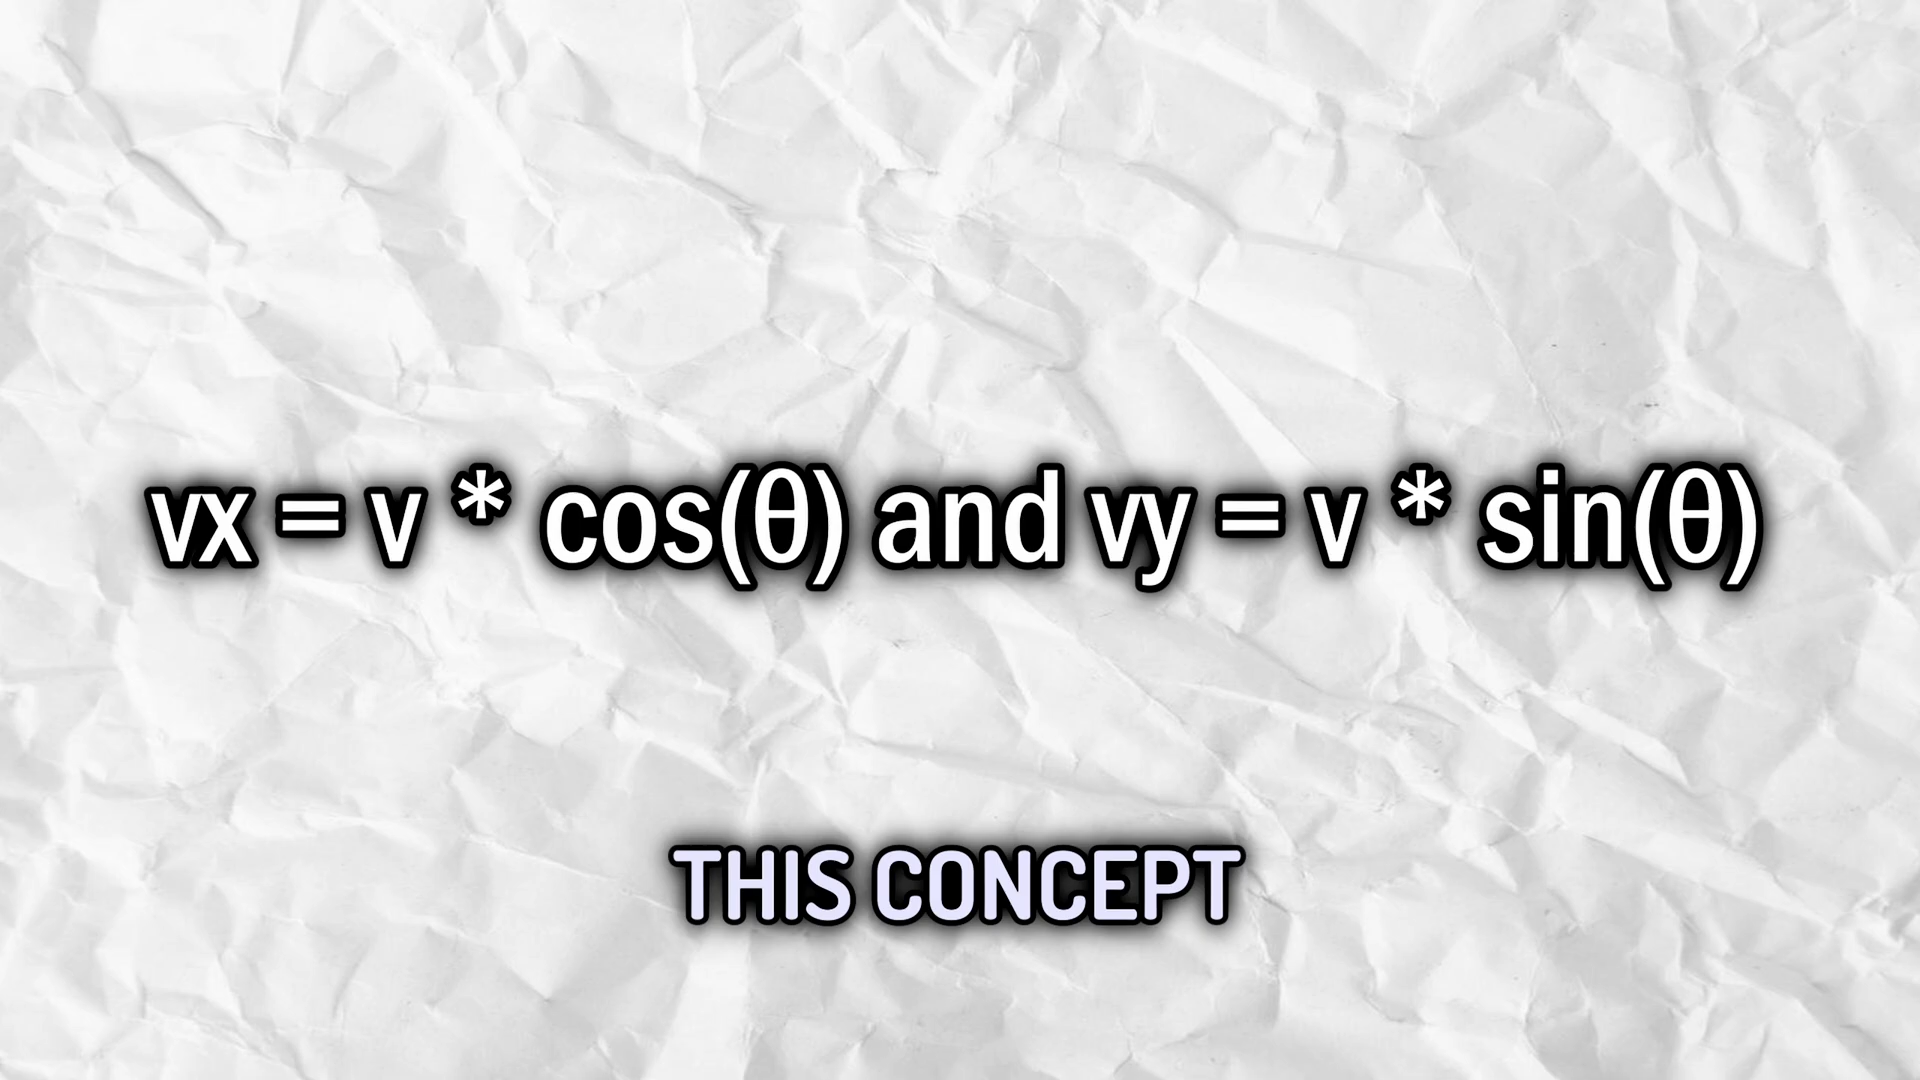 vx = v * cos(θ) and vy = v * sin(θ)
THIS CONCEPT